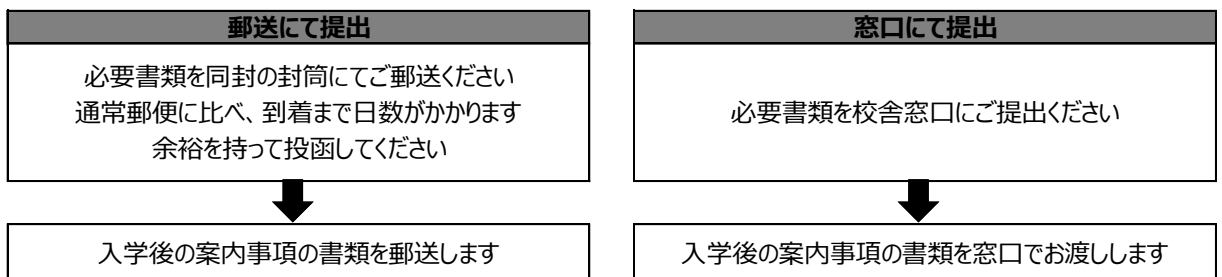 郵送にて提出
必要書類を同封の封筒にてご郵送ください
通常郵便に比べ、到着まで日数がかかります
余裕を持って投函してください
入学後の案内事項の書類を郵送します
窓口にて提出
必要書類を校舎窓口にご提出ください
入学後の案内事項の書類を窓口でお渡しします